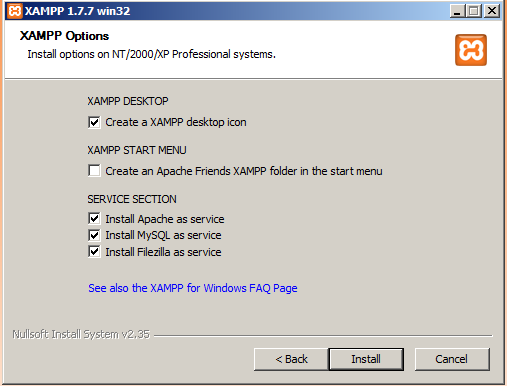 XAMPP 1.7.7 win32
XAMPP Options
Install options on NT/2000/XP Professional systems.
XAMPP DESKTOP
Create a XAMPP desktop icon
XAMPP START MENU
Create an Apache Friends XAMPP folder in the start menu
SERVICE SECTION
Install Apache as service
Install MySQL as service
Install Filezilla as service
See also the XAMPP for Windows FAQ Page
Nullsoft Install System v2.35
< Back Install Cancel